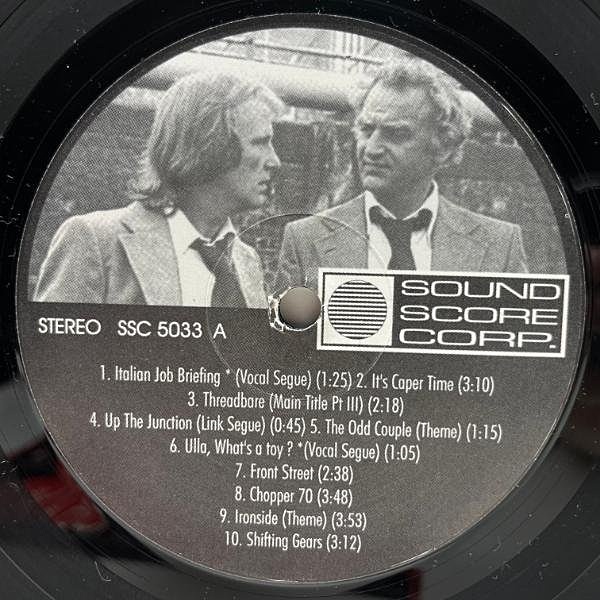 SOUND
SCORE
CORP.
STEREO SSC 5033 A
1. Italian Job Briefing * (Vocal Segue) (1:25) 2. It's Caper Time (3:10)
3. Threadbare (Main Title Pt III) (2:18)
4. Up The Junction (Link Segue) (0:45) 5. The Odd Couple (Theme) (1:15)
6. Ulla, What's a toy ? *(Vocal Segue) (1:05)
7. Front Street (2:38)
8. Chopper 70 (3:48)
9. Ironside (Theme) (3:53)
10. Shifting Gears (3:12)